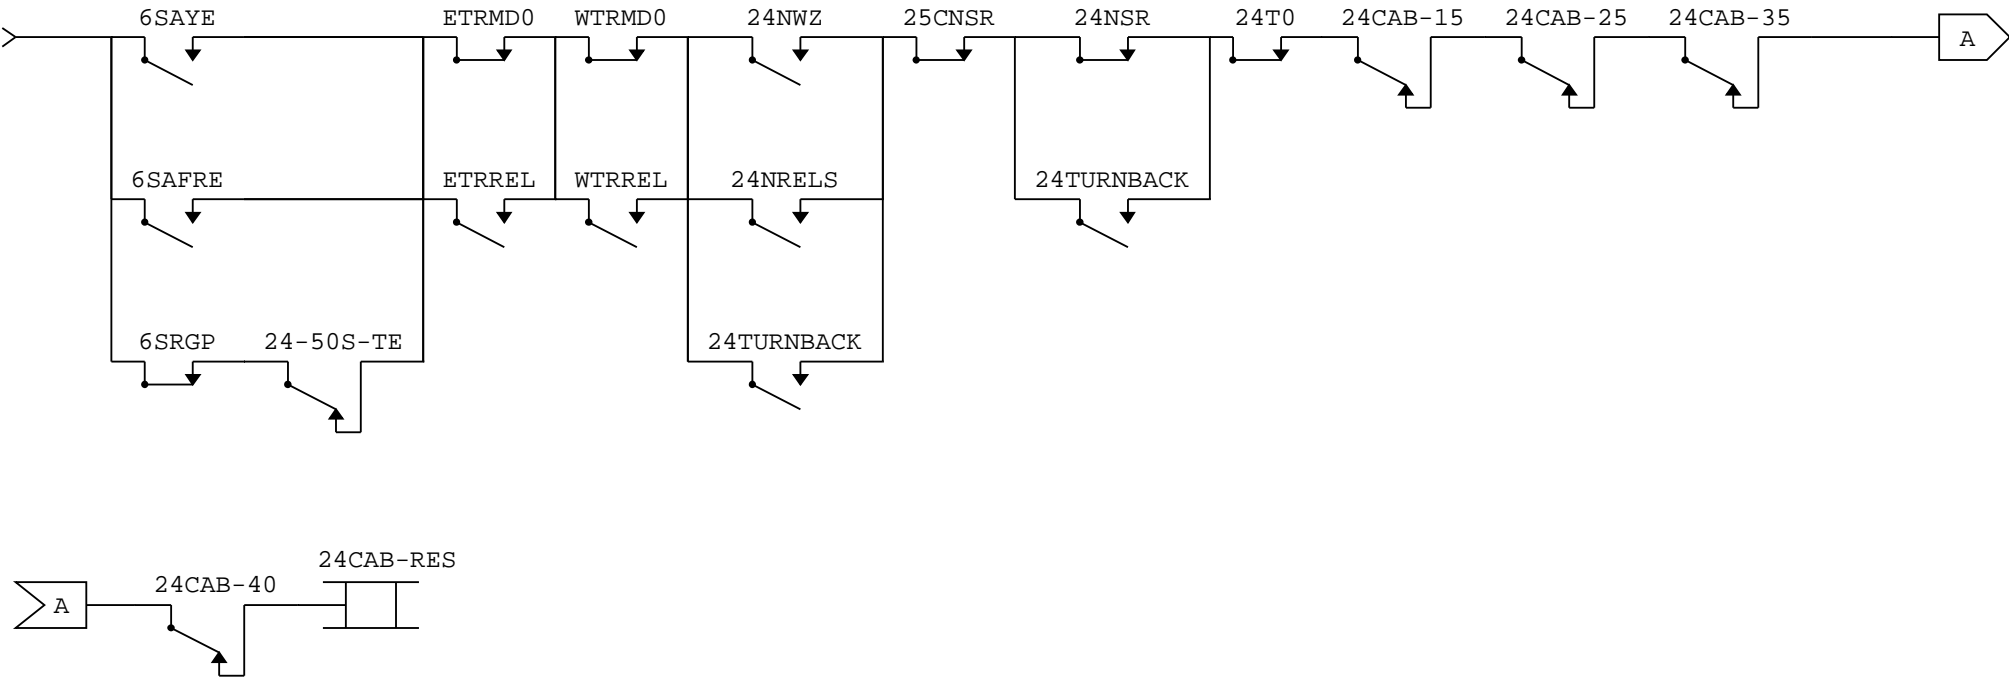 6SAYE ETRMD0 WTRMD0 24NWZ 25CNSR 24NSR 24T0 24CAB-15 24CAB-25 24CAB-35
A
6SAFRE ETRREL WTRREL 24NRELS 24TURNBACK
6SRGP 24-50S-TE 24TURNBACK
24CAB-RES
24CAB-40
A